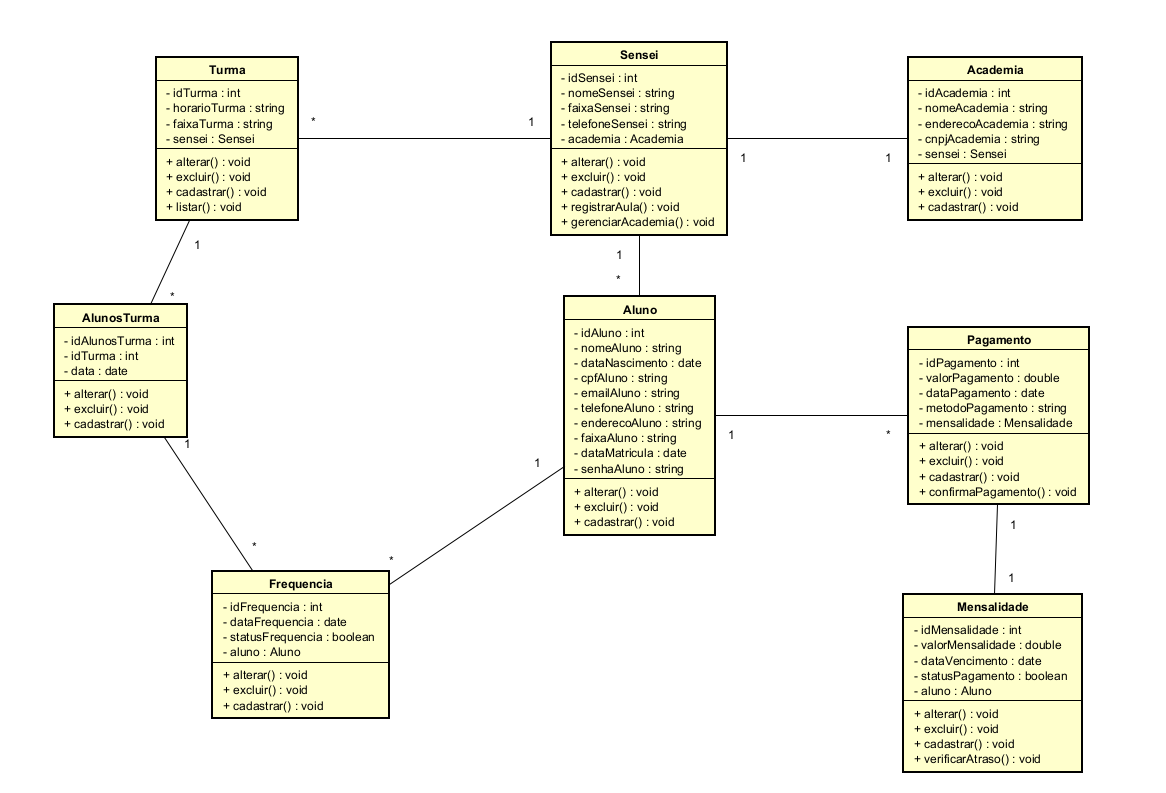 Turma
- idTurma : int
- horarioTurma : string
- faixaTurma : string
- sensei : Sensei
+ alterar() : void
+ excluir() : void
+ cadastrar() : void
+ listar() : void
*
1
Sensei
- idSensei : int
- nomeSensei : string
- faixaSensei : string
- telefoneSensei : string
- academia : Academia
+ alterar() : void
+ excluir() : void
+ cadastrar() : void
+ registrarAula() : void
+ gerenciarAcademia() : void
1
1
Academia
- idAcademia : int
- nomeAcademia : string
- enderecoAcademia : string
- cnpjAcademia : string
- sensei : Sensei
+ alterar() : void
+ excluir() : void
+ cadastrar() : void
1
*
1
*
AlunosTurma
- idAlunosTurma : int
- idTurma : int
- data : date
+ alterar() : void
+ excluir() : void
+ cadastrar() : void
1
*
Aluno
- idAluno : int
- nomeAluno : string
- dataNascimento : date
- cpfAluno : string
- emailAluno : string
- telefoneAluno : string
- enderecoAluno : string
- faixaAluno : string
- dataMatricula : date
- senhaAluno : string
+ alterar() : void
+ excluir() : void
+ cadastrar() : void
1
*
1
*
Pagamento
- idPagamento : int
- valorPagamento : double
- dataPagamento : date
- metodoPagamento : string
- mensalidade : Mensalidade
+ alterar() : void
+ excluir() : void
+ cadastrar() : void
+ confirmaPagamento() : void
1
1
Frequencia
- idFrequencia : int
- dataFrequencia : date
- statusFrequencia : boolean
- aluno : Aluno
+ alterar() : void
+ excluir() : void
+ cadastrar() : void
Mensalidade
- idMensalidade : int
- valorMensalidade : double
- dataVencimento : date
- statusPagamento : boolean
- aluno : Aluno
+ alterar() : void
+ excluir() : void
+ cadastrar() : void
+ verificarAtraso() : void